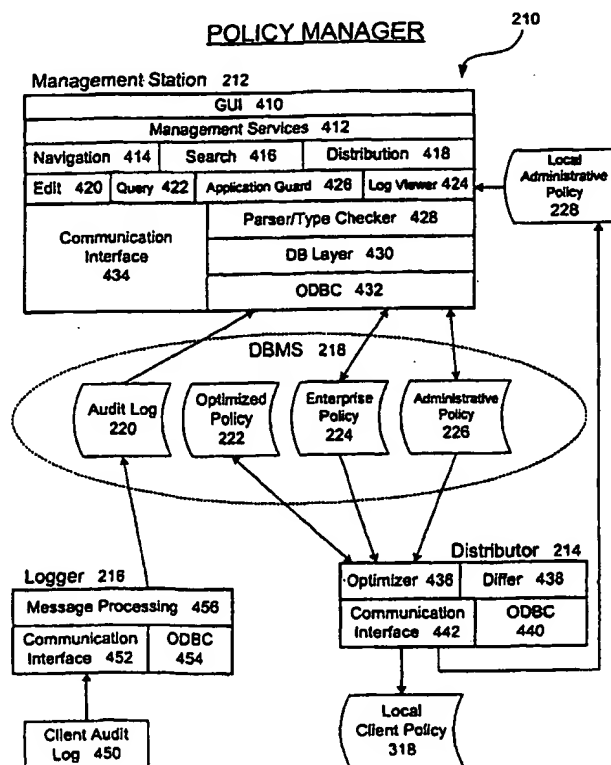 POLICY MANAGER
210
Management Station 212
GUI 410
Management Services 412
Navigation 414
Search 416
Distribution 418
Edit 420
Query 422
Application Guard 426
Log Viewer 424
Local
Administrative
Policy
228
Communication
Interface
434
Parser/Type Checker 428
DB Layer 430
ODBC 432
DBMS 218
Audit Log
220
Optimized
Policy
222
Enterprise
Policy
224
Administrative
Policy
226
Distributor 214
Optimizer 436
Differ 438
Communication
Interface 442
ODBC
440
Logger 216
Message Processing 456
Communication
Interface 452
ODBC
454
Client Audit
Log 450
Local
Client Policy
318